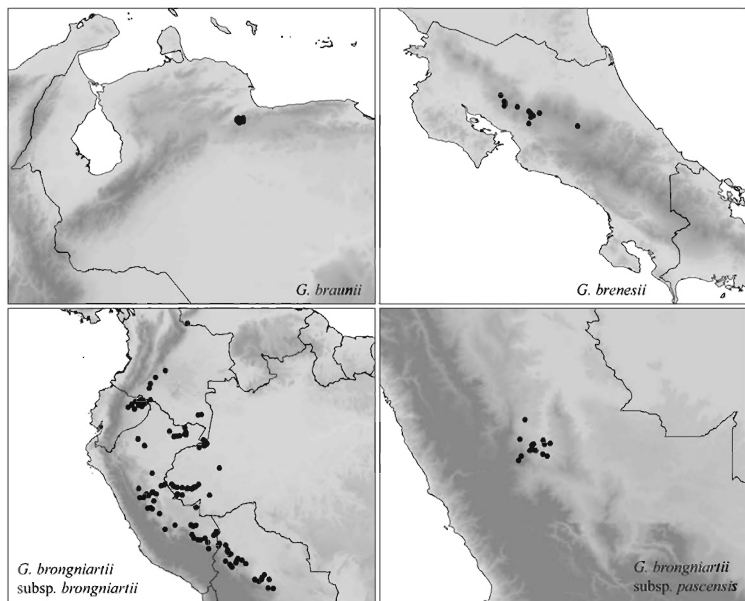 G. braunii
G. brenesii
G. brongniartii
subsp. brongniartii
G. brongniartii
subsp. pascensis